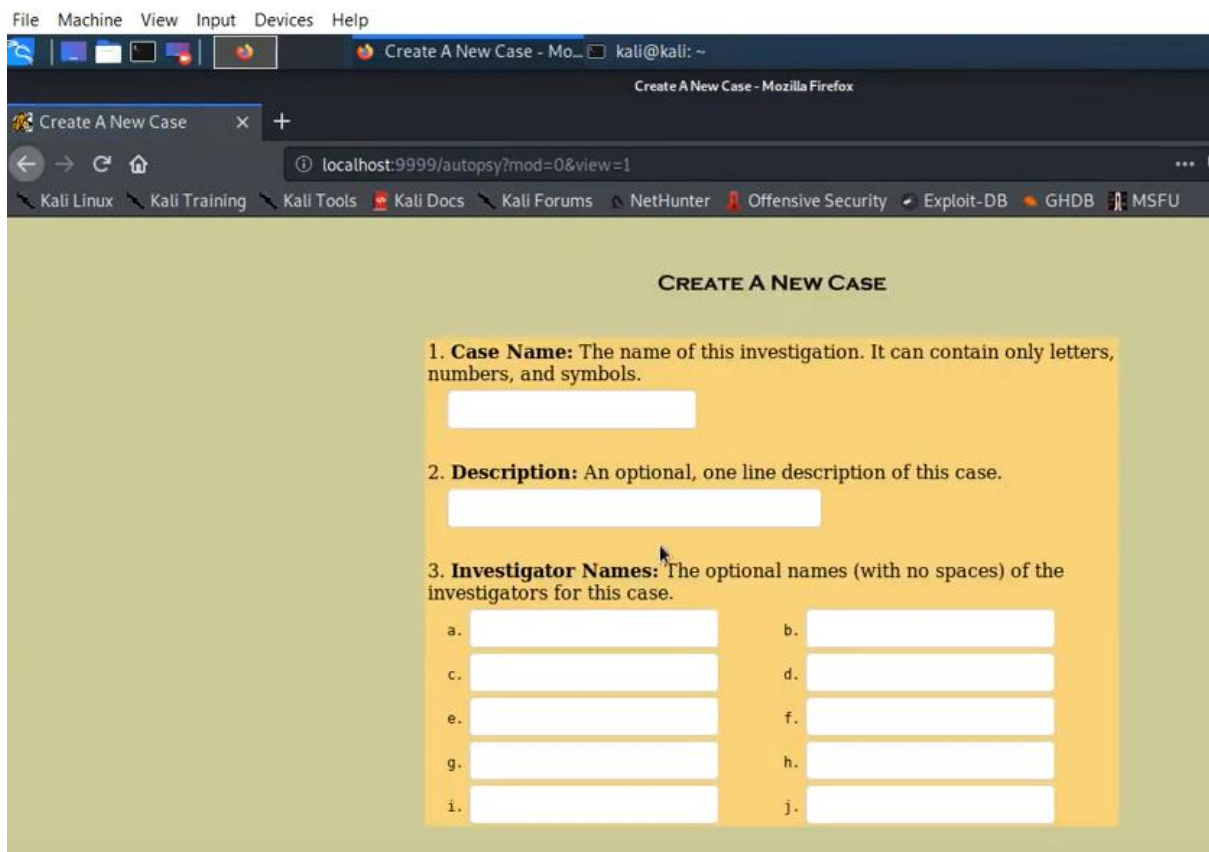 File Machine View Input Devices Help
Create A New Case - Mo... kali@kali: ~
Create A New Case - Mozilla Firefox
Create A New Case × +
localhost:9999/autopsy?mod=0&view=1
Kali Linux Kali Training Kali Tools Kali Docs Kali Forums NetHunter Offensive Security Exploit-DB GHDB MSFU
CREATE A NEW CASE
1. Case Name: The name of this investigation. It can contain only letters,
numbers, and symbols.
2. Description: An optional, one line description of this case.
3. Investigator Names: The optional names (with no spaces) of the
investigators for this case.
a. b.
c. d.
e. f.
g. h.
i. j.